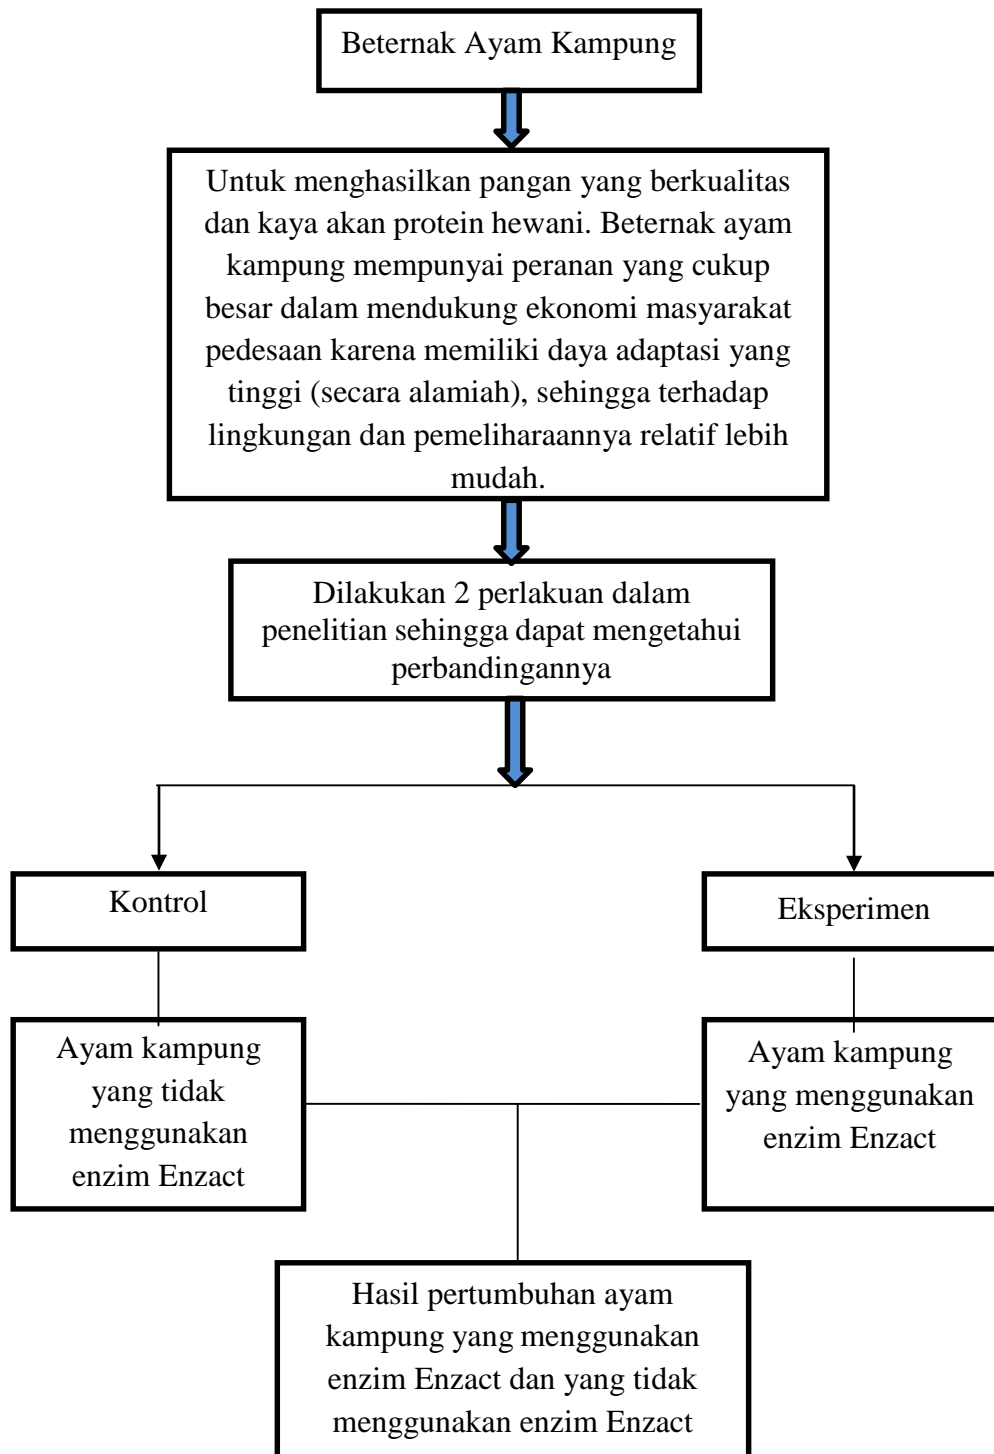 Beternak Ayam Kampung
Untuk menghasilkan pangan yang berkualitas
dan kaya akan protein hewani. Beternak ayam
kampung mempunyai peranan yang cukup
besar dalam mendukung ekonomi masyarakat
pedesaan karena memiliki daya adaptasi yang
tinggi (secara alamiah), sehingga terhadap
lingkungan dan pemeliharaannya relatif lebih
mudah.
Dilakukan 2 perlakuan dalam
penelitian sehingga dapat mengetahui
perbandingannya
Kontrol
Eksperimen
Ayam kampung
yang tidak
menggunakan
enzim Enzact
Ayam kampung
yang menggunakan
enzim Enzact
Hasil pertumbuhan ayam
kampung yang menggunakan
enzim Enzact dan yang tidak
menggunakan enzim Enzact